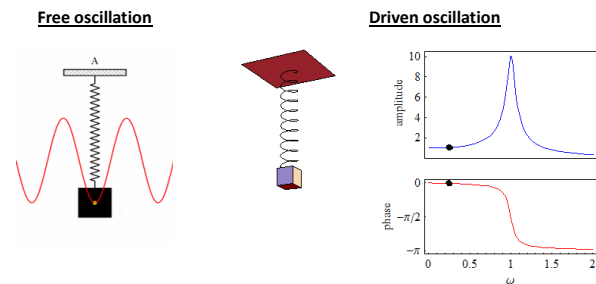 Free oscillation
Driven oscillation
A
10
8
6
4
2
amplitude
0
−π/2
−π
phase
0
0.5
1
1.5
2
ω